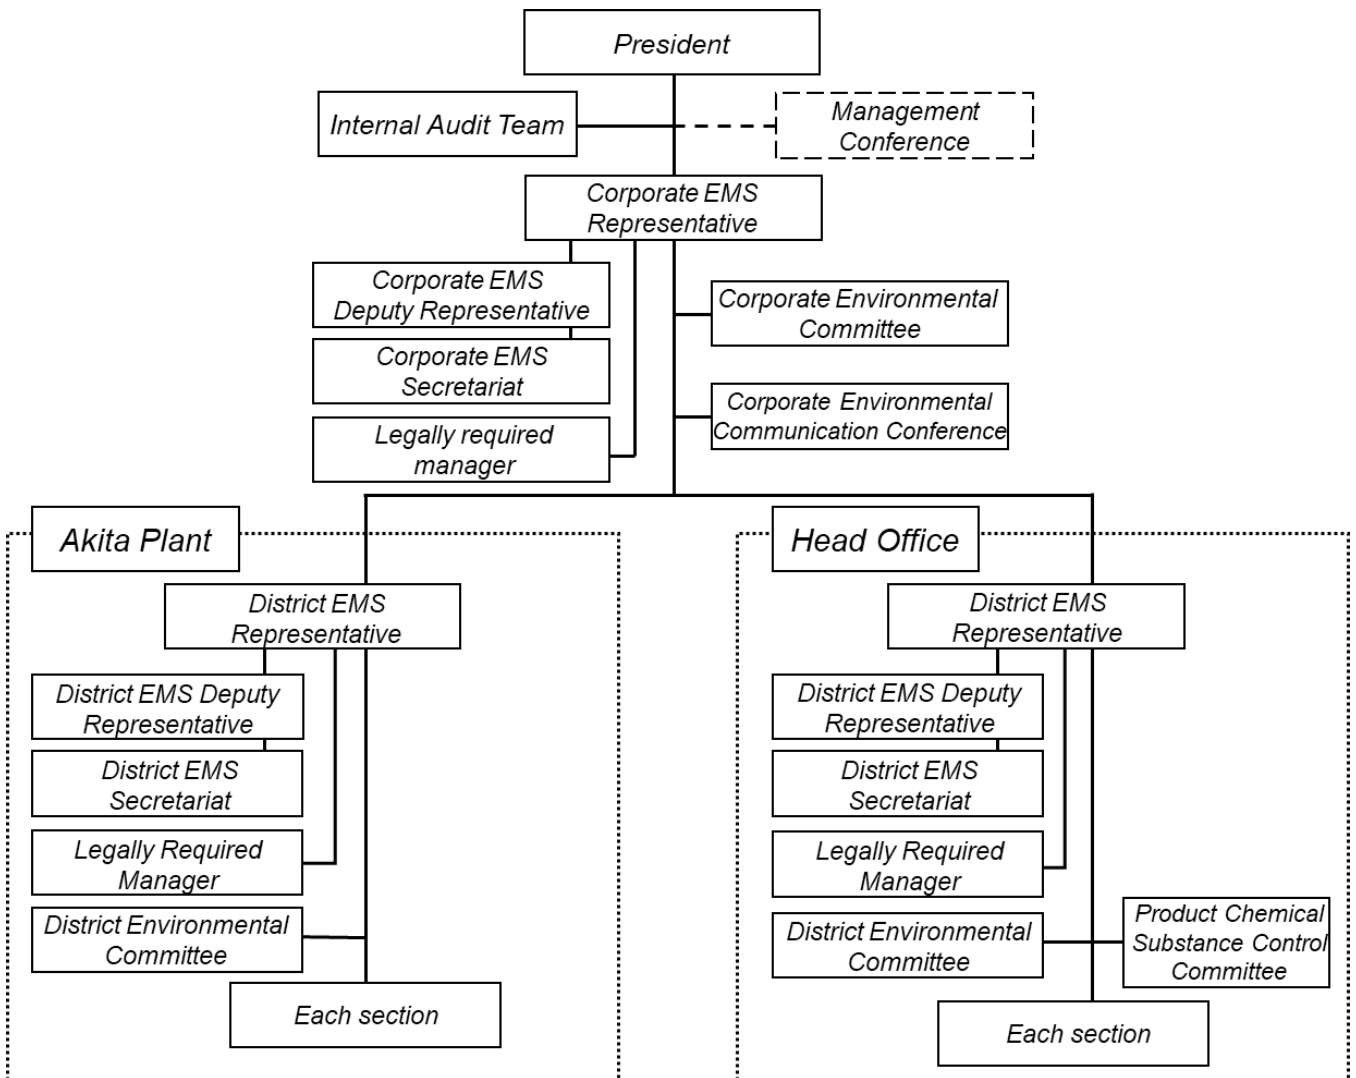 President
Internal Audit Team
Management
Conference
Corporate EMS
Representative
Corporate EMS
Deputy Representative
Corporate EMS
Secretariat
Legally required
manager
Corporate Environmental
Committee
Corporate Environmental
Communication Conference
Akita Plant
District EMS
Representative
District EMS Deputy
Representative
District EMS
Secretariat
Legally Required
Manager
District Environmental
Committee
Each section
Head Office
District EMS
Representative
District EMS Deputy
Representative
District EMS
Secretariat
Legally Required
Manager
District Environmental
Committee
Product Chemical
Substance Control
Committee
Each section